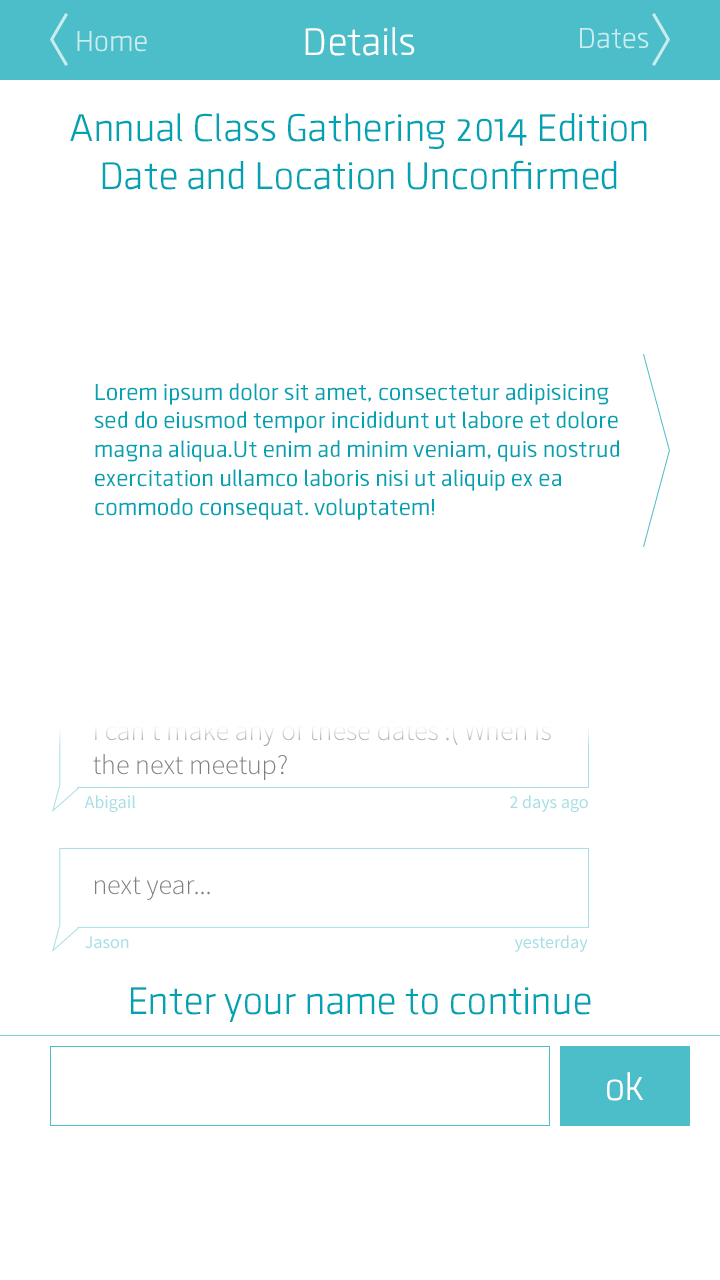 Home
Details
Dates
Annual Class Gathering 2014 Edition
Date and Location Unconfirmed
Lorem ipsum dolor sit amet, consectetur adipisicing
sed do eiusmod tempor incididunt ut labore et dolore
magna aliqua.Ut enim ad minim veniam, quis nostrud
exercitation ullamco laboris nisi ut aliquip ex ea
commodo consequat. voluptatem!
I can't make any of these dates :( When is
the next meetup?
Abigail
2 days ago
next year...
Jason
yesterday
Enter your name to continue
oK